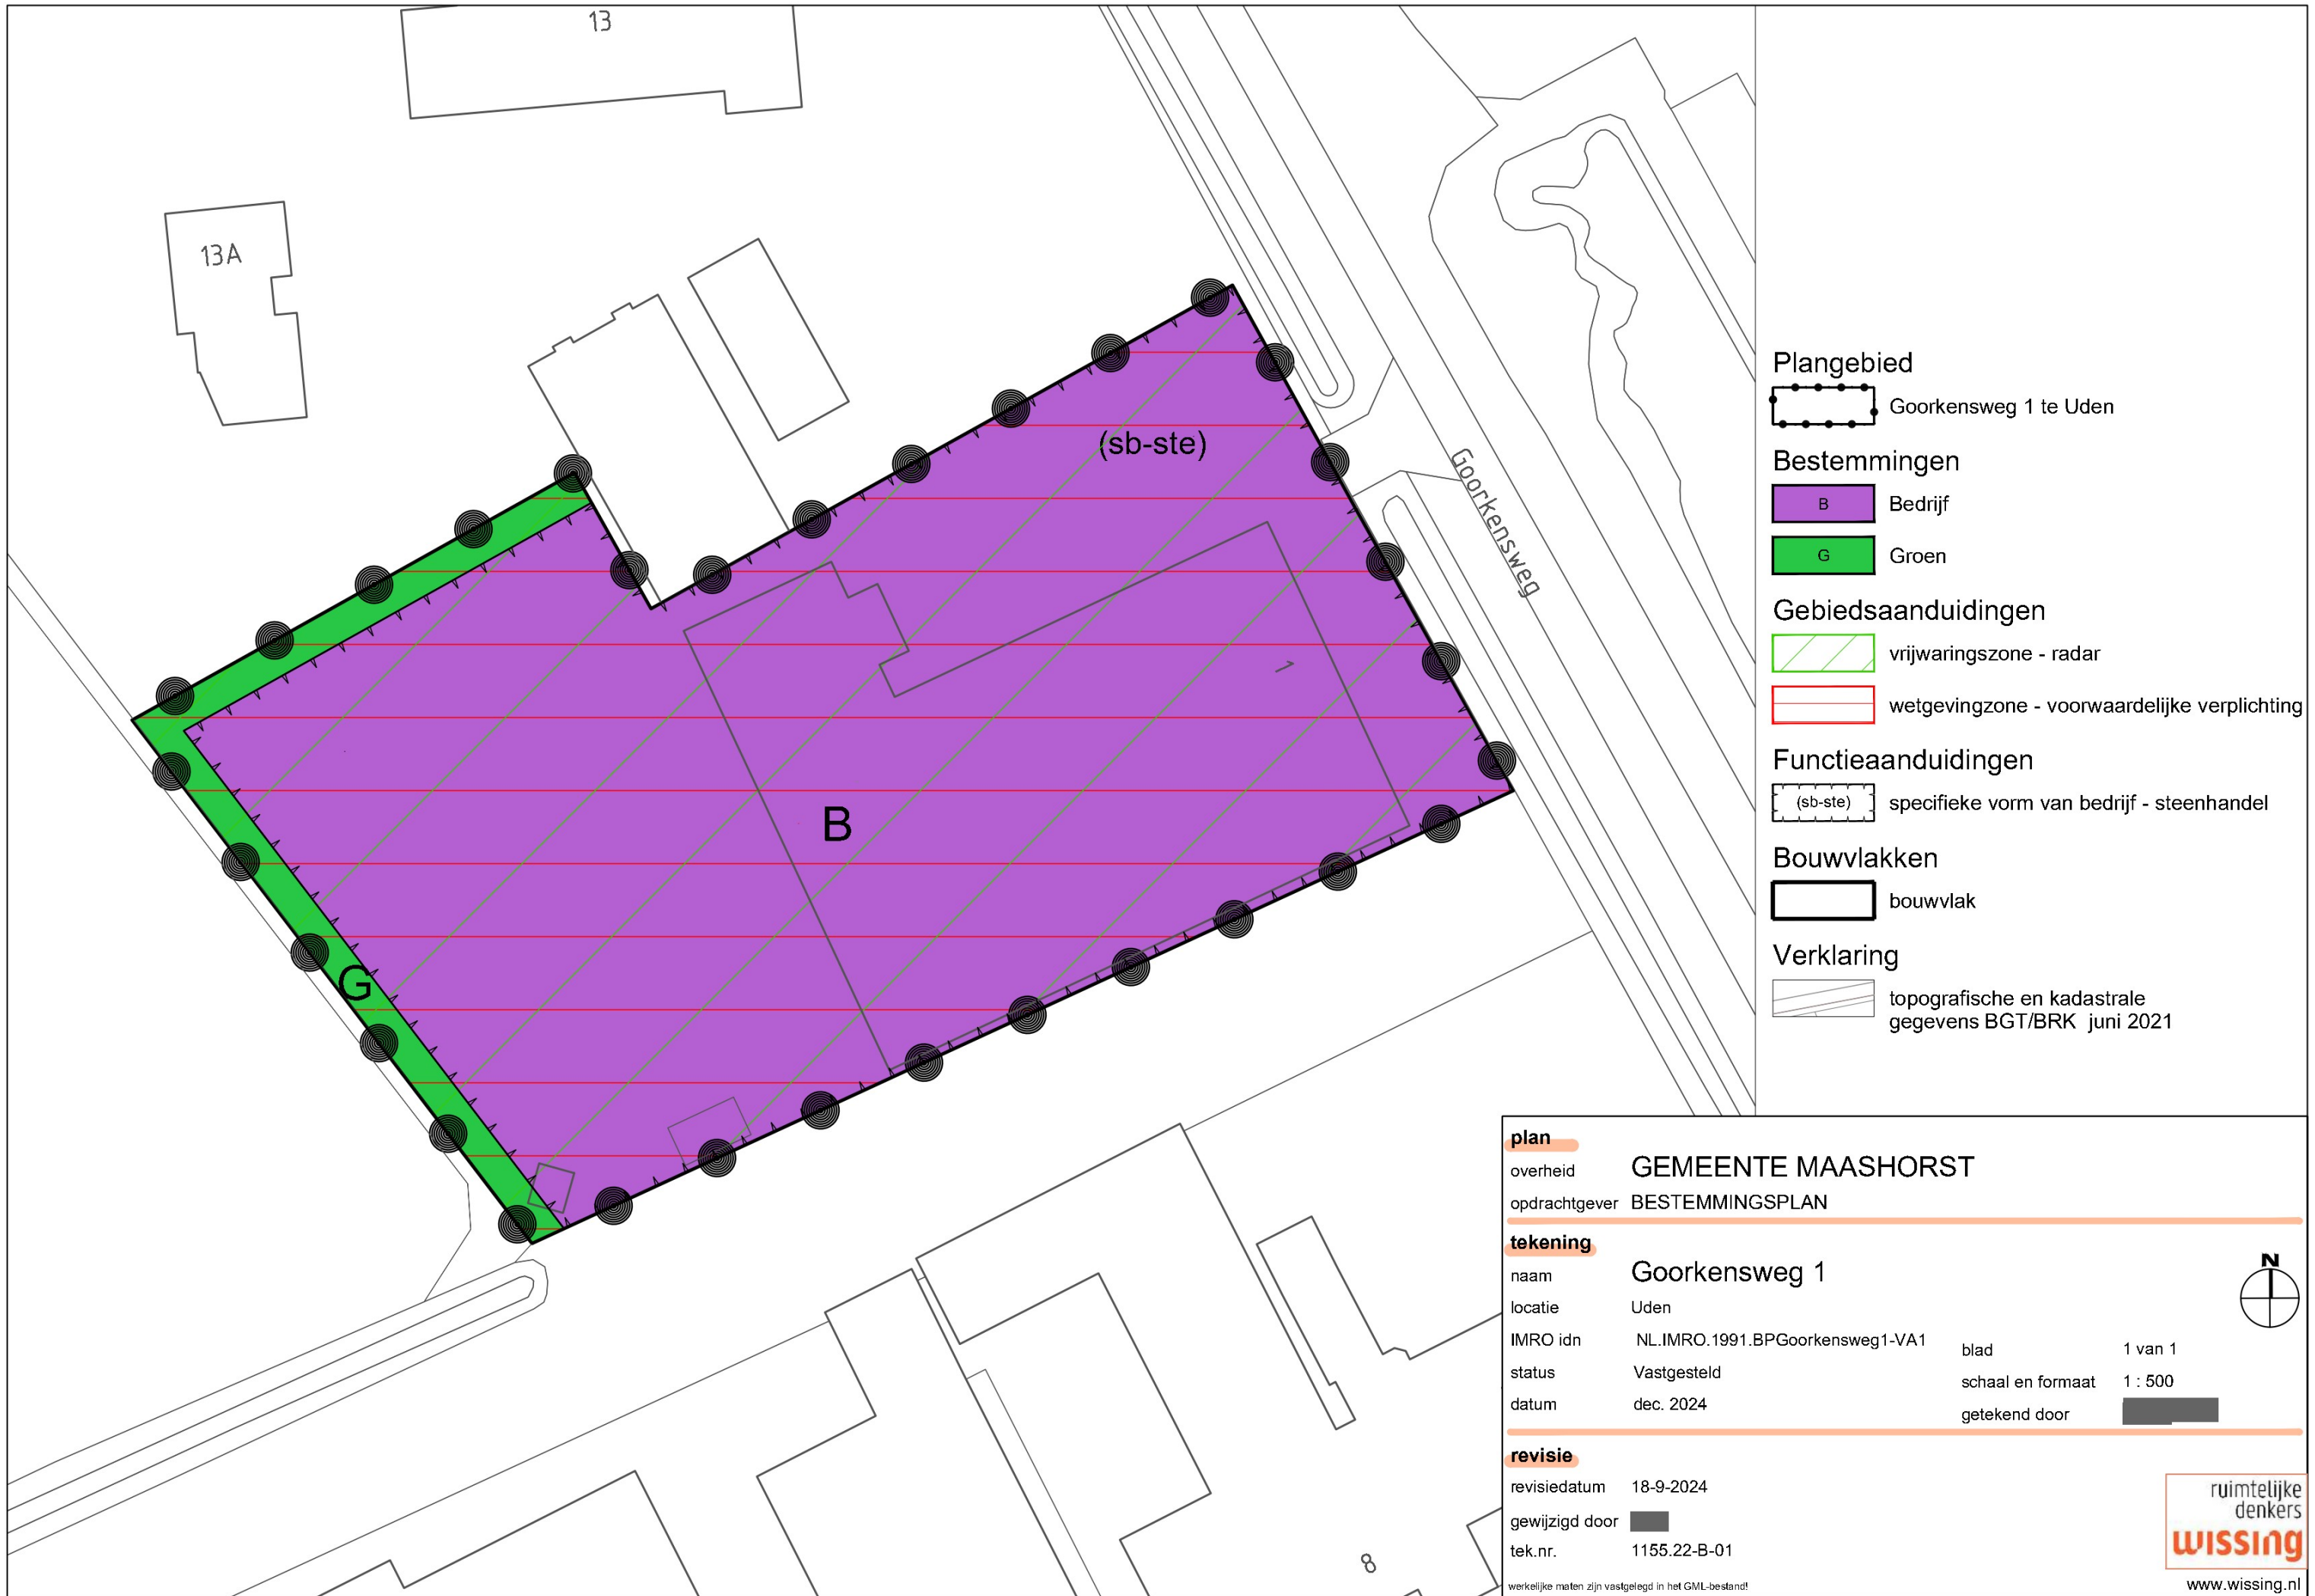 13
13A
(sb-ste)
Goorkensweg
1
B
G
8
Plangebied
Goorkensweg 1 te Uden
Bestemmingen
B Bedrijf
G Groen
Gebiedsaanduidingen
vrijwaringszone - radar
wetgevingzone - voorwaardelijke verplichting
Functieaanduidingen
(sb-ste) specifieke vorm van bedrijf - steenhandel
Bouwvlakken
bouwvlak
Verklaring
topografische en kadastrale
gegevens BGT/BRK juni 2021
plan
overheid GEMEENTE MAASHORST
opdrachtgever BESTEMMINGSPLAN
tekening
naam Goorkensweg 1
locatie Uden
IMRO idn NL.IMRO.1991.BPGoorkensweg1-VA1
status Vastgesteld
datum dec. 2024
N
blad 1 van 1
schaal en formaat 1 : 500
getekend door
revisie
revisiedatum 18-9-2024
gewijzigd door
tek.nr. 1155.22-B-01
werkelijke maten zijn vastgelegd in het GML-bestand!
ruimtelijke
denkers
wissing
www.wissing.nl